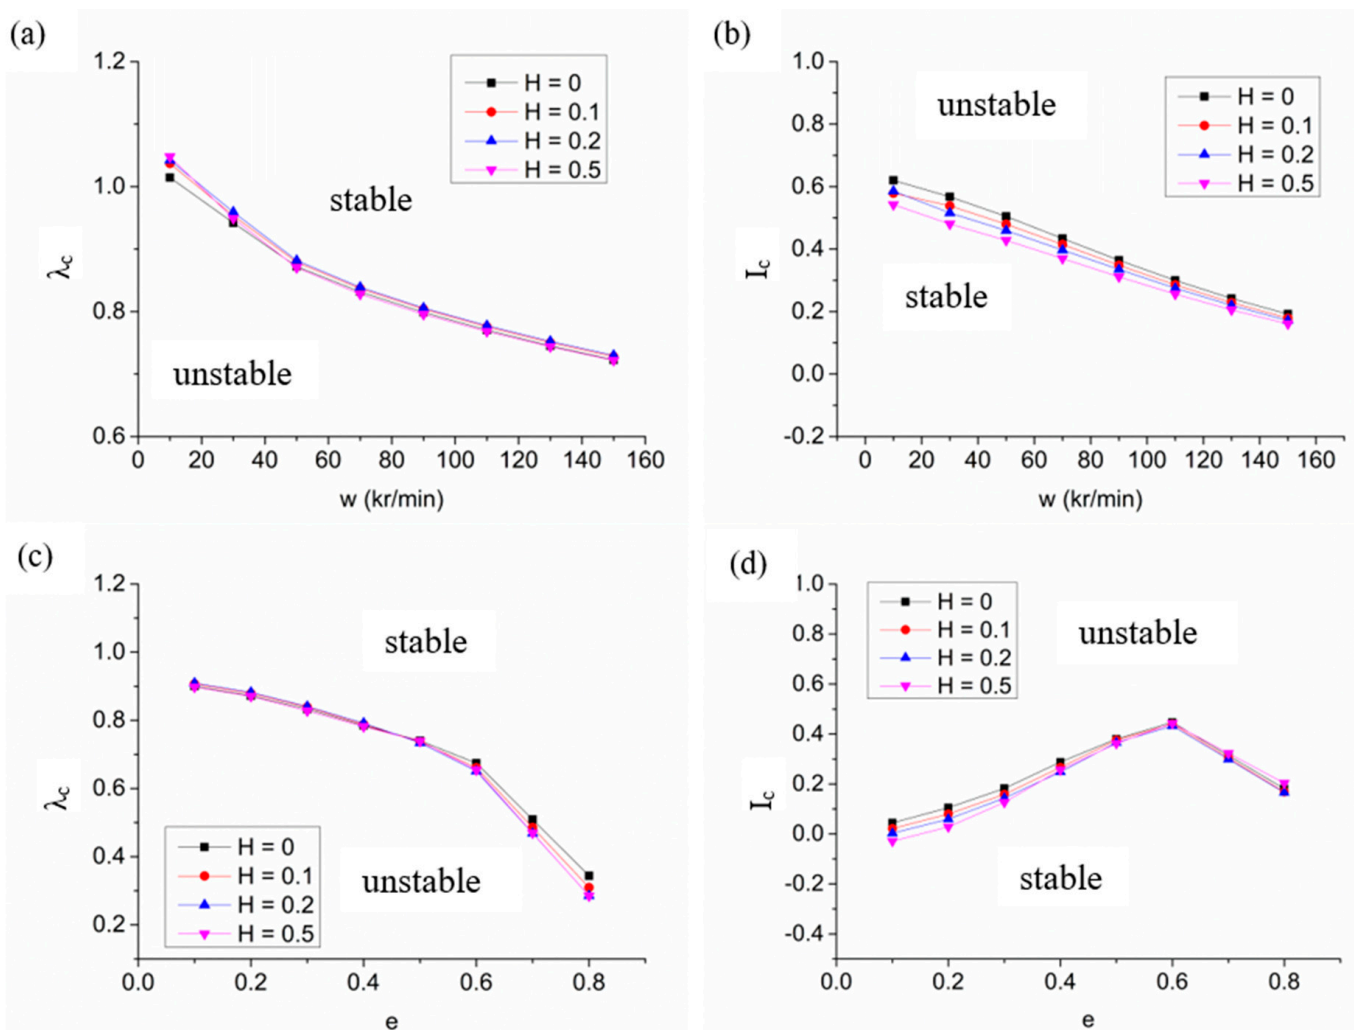 (a)
1.2
1.0
0.8
0.6
λc
H = 0
H = 0.1
H = 0.2
H = 0.5
stable
unstable
0 20 40 60 80 100 120 140 160
w (kr/min)
(b)
1.0
0.8
0.6
0.4
0.2
0.0
-0.2
Ic
unstable
H = 0
H = 0.1
H = 0.2
H = 0.5
stable
0 20 40 60 80 100 120 140 160
w (kr/min)
(c)
1.2
1.0
0.8
0.6
0.4
0.2
λc
stable
unstable
H = 0
H = 0.1
H = 0.2
H = 0.5
0.0 0.2 0.4 0.6 0.8
e
(d)
1.0
0.8
0.6
0.4
0.2
0.0
-0.2
-0.4
Ic
H = 0
H = 0.1
H = 0.2
H = 0.5
unstable
stable
0.0 0.2 0.4 0.6 0.8
e